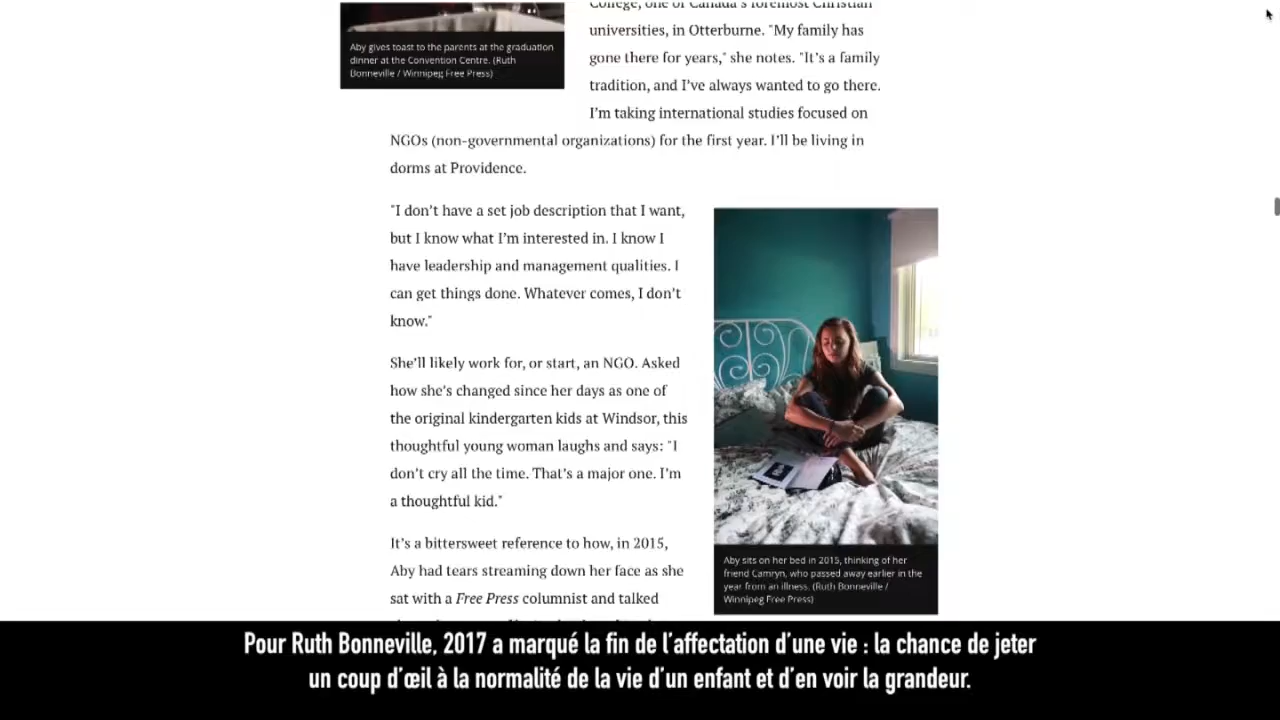 College, one of Canada's foremost Christian
universities, in Otterburne. "My family has
gone there for years," she notes. "It's a family
tradition, and I've always wanted to go there.
I'm taking international studies focused on
NGOs (non-governmental organizations) for the first year. I'll be living in
dorms at Providence.
Aby gives toast to the parents at the graduation
dinner at the Convention Centre. (Ruth
Bonneville / Winnipeg Free Press)
"I don't have a set job description that I want,
but I know what I'm interested in. I know I
have leadership and management qualities. I
can get things done. Whatever comes, I don't
know."
She'll likely work for, or start, an NGO. Asked
how she's changed since her days as one of
the original kindergarten kids at Windsor, this
thoughtful young woman laughs and says: "I
don't cry all the time. That's a major one. I'm
a thoughtful kid."
It's a bittersweet reference to how, in 2015,
Aby had tears streaming down her face as she
sat with a Free Press columnist and talked
Aby sits on her bed in 2015, thinking of her
friend Camryn, who passed away earlier in the
year from an illness. (Ruth Bonneville /
Winnipeg Free Press)
Pour Ruth Bonneville, 2017 a marqué la fin de l'affectation d'une vie : la chance de jeter
un coup d'œil à la normalité de la vie d'un enfant et d'en voir la grandeur.